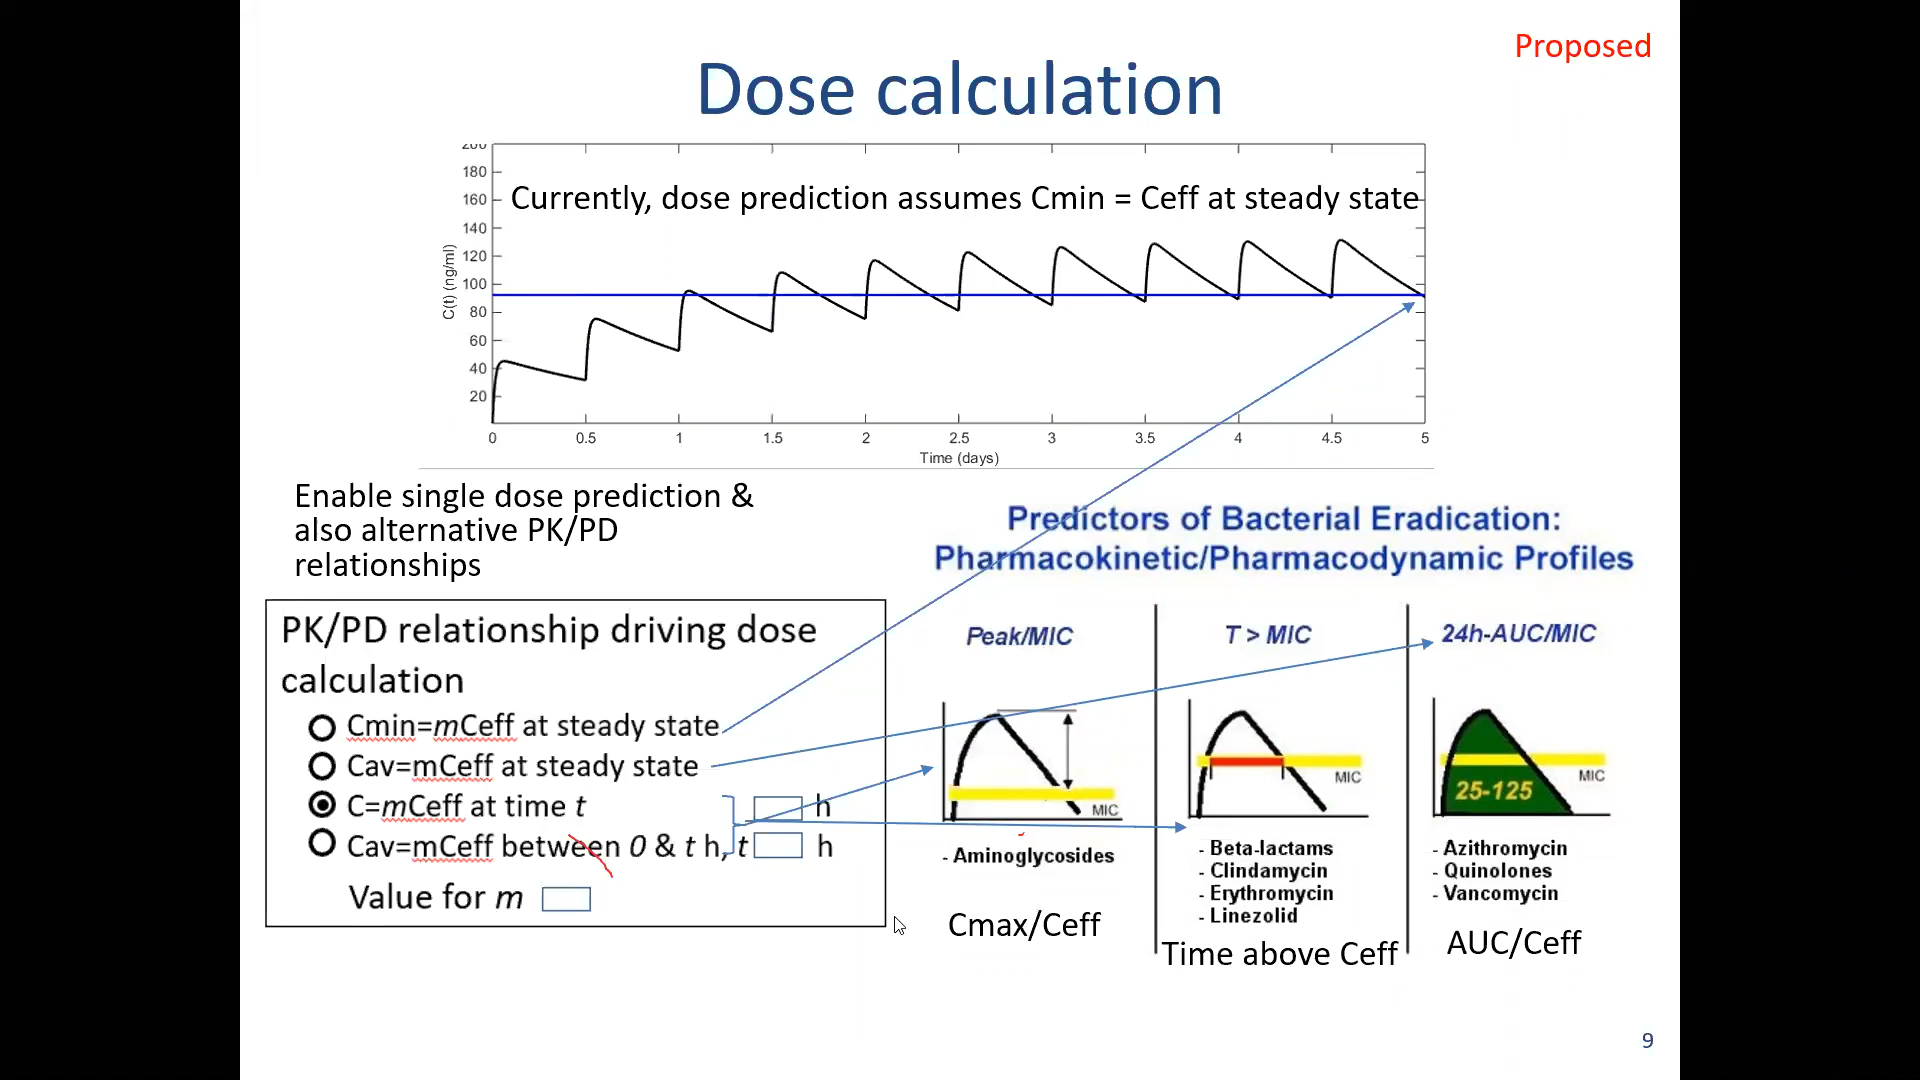 Proposed
Dose calculation
200
180
160
140
120
100
80
60
40
20
C(t) (ng/ml)
Currently, dose prediction assumes Cmin = Ceff at steady state
0 0.5 1 1.5 2 2.5 3 3.5 4 4.5 5
Time (days)
Enable single dose prediction &
also alternative PK/PD
relationships
PK/PD relationship driving dose
calculation
Cmin=mCeff at steady state
Cav=mCeff at steady state
C=mCeff at time t h
Cav=mCeff between 0 & t h, t h
Value for m
Predictors of Bacterial Eradication:
Pharmacokinetic/Pharmacodynamic Profiles
Peak/MIC
MIC
- Aminoglycosides
Cmax/Ceff
T > MIC
MIC
- Beta-lactams
- Clindamycin
- Erythromycin
- Linezolid
Time above Ceff
24h-AUC/MIC
MIC
25-125
- Azithromycin
- Quinolones
- Vancomycin
AUC/Ceff
9